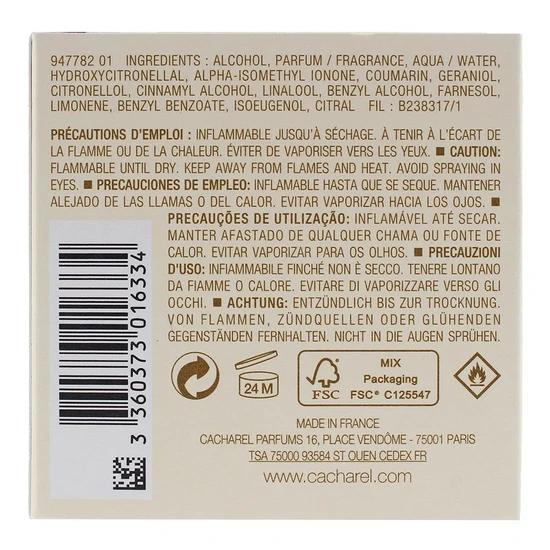 947782 01 INGREDIENTS : ALCOHOL, PARFUM / FRAGRANCE, AQUA / WATER,
HYDROXYCITRONELLAL, ALPHA-ISOMETHYL IONONE, COUMARIN, GERANIOL,
CITRONELLOL, CINNAMYL ALCOHOL, LINALOOL, BENZYL ALCOHOL, FARNESOL,
LIMONENE, BENZYL BENZOATE, ISOEUGENOL, CITRAL FIL : B238317/1
PRÉCAUTIONS D'EMPLOI : INFLAMMABLE JUSQU'À SÉCHAGE. À TENIR À L'ÉCART DE
LA FLAMME OU DE LA CHALEUR. ÉVITER DE VAPORISER VERS LES YEUX. ■ CAUTION:
FLAMMABLE UNTIL DRY. KEEP AWAY FROM FLAMES AND HEAT. AVOID SPRAYING IN
EYES. ■ PRECAUCIONES DE EMPLEO: INFLAMABLE HASTA QUE SE SEQUE. MANTENER
ALEJADO DE LAS LLAMAS O DEL CALOR. EVITAR VAPORIZAR HACIA LOS OJOS. ■
PRECAUÇÕES DE UTILIZAÇÃO: INFLAMÁVEL ATÉ SECAR.
MANTER AFASTADO DE QUALQUER CHAMA OU FONTE DE
CALOR. EVITAR VAPORIZAR PARA OS OLHOS. ■ PRECAUZIONI
D'USO: INFIAMMABILE FINCHÉ NON È SECCO. TENERE LONTANO
DA FIAMME O CALORE. EVITARE DI VAPORIZZARE VERSO GLI
OCCHI. ■ ACHTUNG: ENTZÜNDLICH BIS ZUR TROCKNUNG.
VON FLAMMEN, ZÜNDQUELLEN ODER GLÜHENDEN
GEGENSTÄNDEN FERNHALTEN. NICHT IN DIE AUGEN SPRÜHEN.
3 360373 016334
24 M
FSC
MIX
Packaging
FSC® C125547
MADE IN FRANCE
CACHAREL PARFUMS 16, PLACE VENDÔME - 75001 PARIS
TSA 75000 93584 ST OUEN CEDEX FR
www.cacharel.com